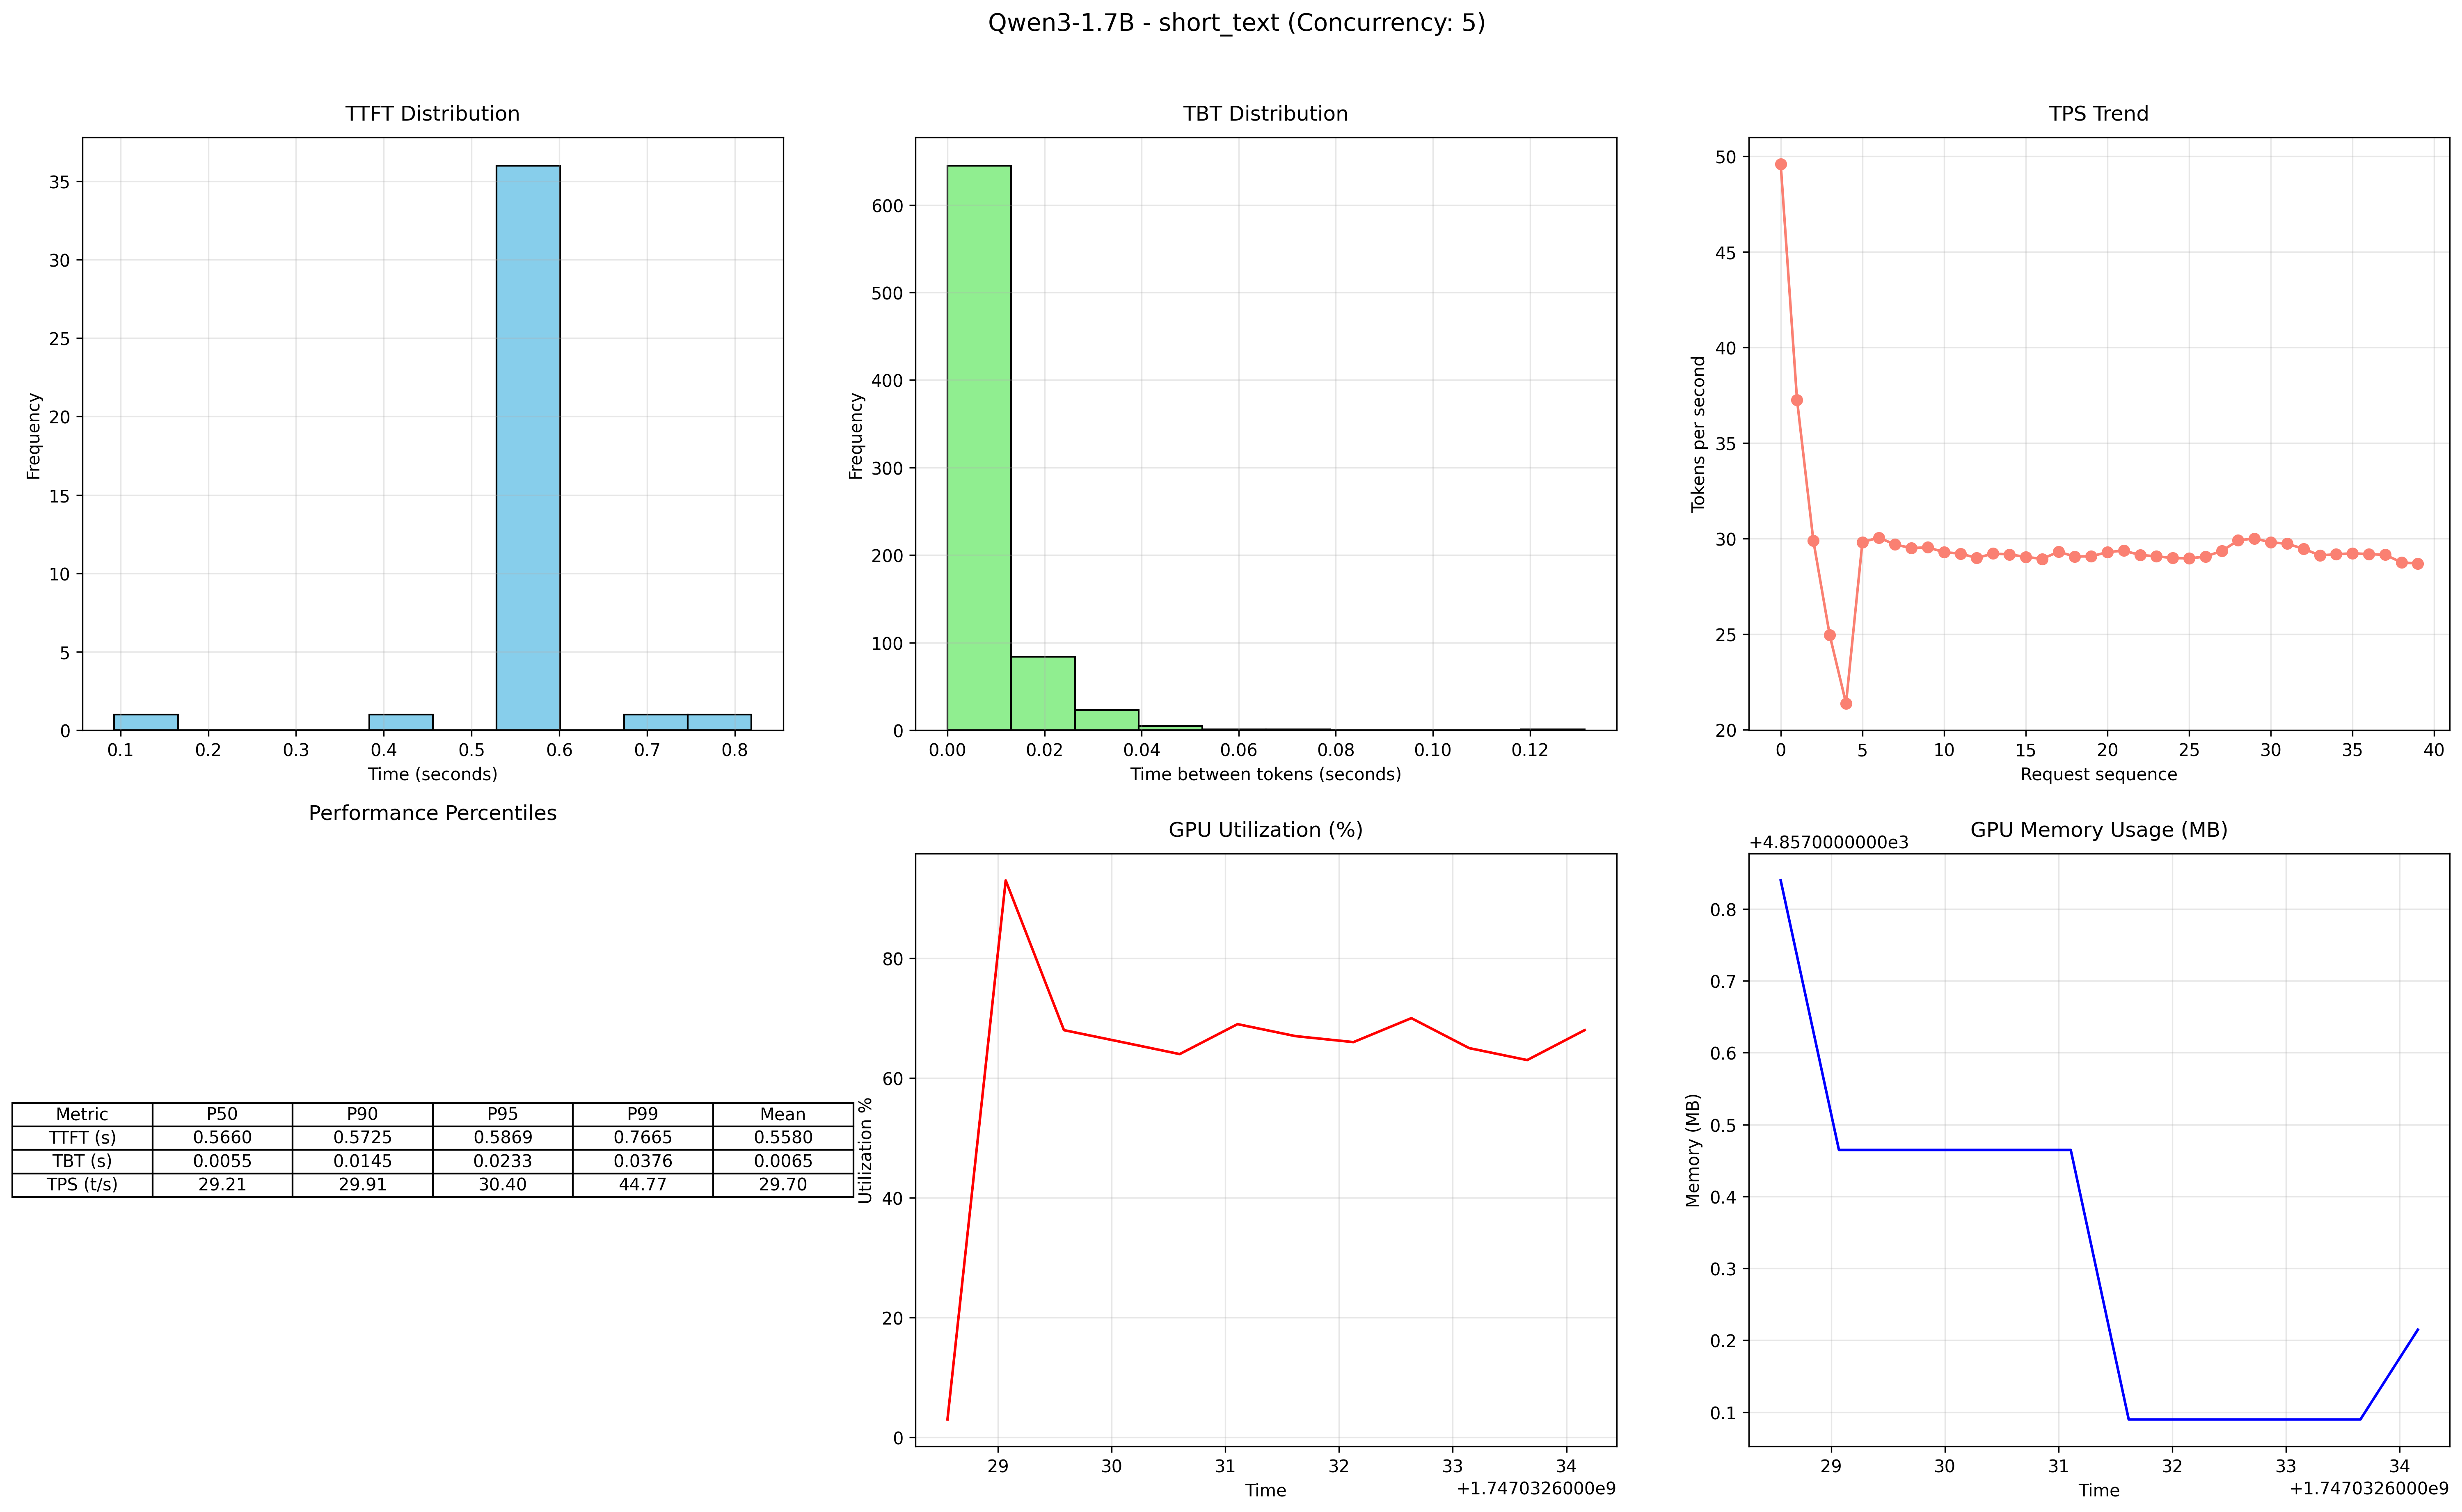 Qwen3-1.7B - short_text (Concurrency: 5)
TTFT Distribution
Frequency
35
30
25
20
15
10
5
0
0.1 0.2 0.3 0.4 0.5 0.6 0.7 0.8
Time (seconds)
TBT Distribution
Frequency
600
500
400
300
200
100
0
0.00 0.02 0.04 0.06 0.08 0.10 0.12
Time between tokens (seconds)
TPS Trend
Tokens per second
50
45
40
35
30
25
20
0 5 10 15 20 25 30 35 40
Request sequence
Performance Percentiles
Metric P50 P90 P95 P99 Mean
TTFT (s) 0.5660 0.5725 0.5869 0.7665 0.5580
TBT (s) 0.0055 0.0145 0.0233 0.0376 0.0065
TPS (t/s) 29.21 29.91 30.40 44.77 29.70
GPU Utilization (%)
Utilization %
80
60
40
20
0
29 30 31 32 33 34
Time
+1.7470326000e9
GPU Memory Usage (MB)
+4.8570000000e3
Memory (MB)
0.8
0.7
0.6
0.5
0.4
0.3
0.2
0.1
29 30 31 32 33 34
Time
+1.7470326000e9